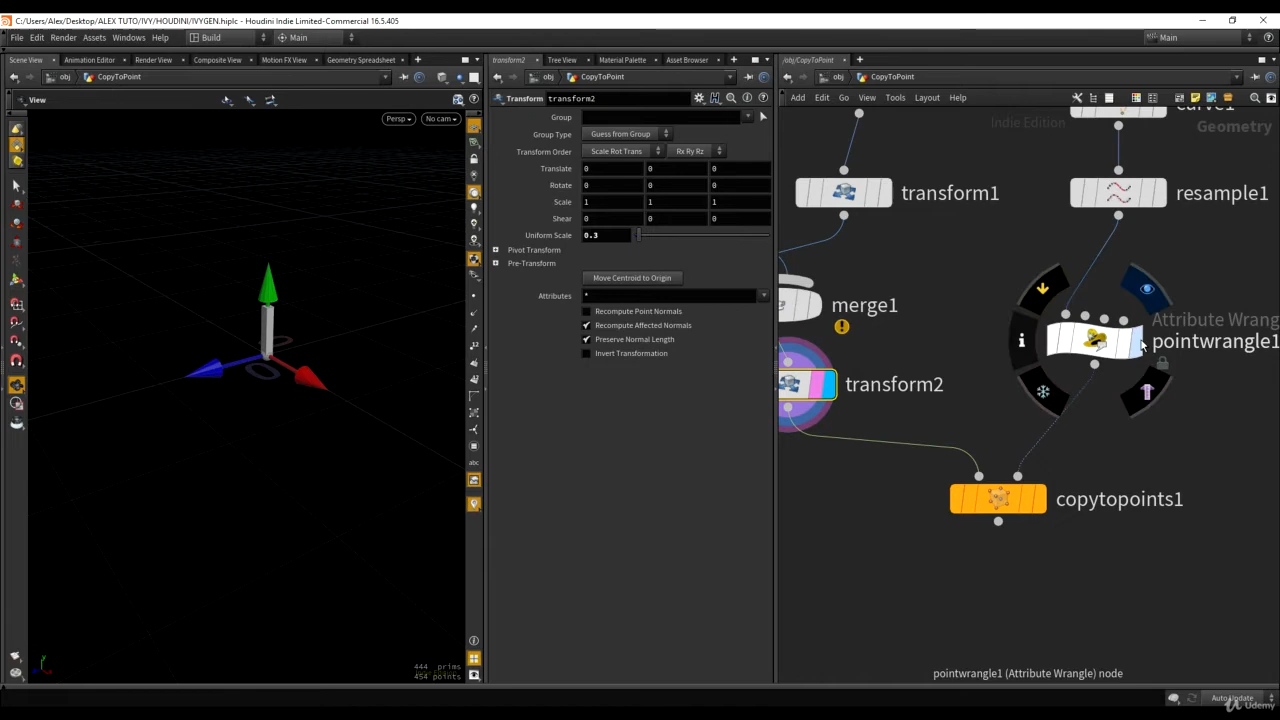 C:/Users/Alex/Desktop/ALEX TUTO/IVY/HOUDINI/IVYGEN.hiplc - Houdini Indie Limited-Commercial 16.5.405
File Edit Render Assets Windows Help Build Main Main
Scene View Animation Editor Render View Composite View Motion FX View Geometry Spreadsheet
obj CopyToPoint
View
Persp No cam
444 prims
454 points
transform2 Tree View Material Palette Asset Browser
obj CopyToPoint
Transform transform2
Group
Group Type Guess from Group
Transform Order Scale Rot Trans Rx Ry Rz
Translate 0 0 0
Rotate 0 0 0
Scale 1 1 1
Shear 0 0 0
Uniform Scale 0.3
Pivot Transform
Pre-Transform
Move Centroid to Origin
Attributes *
Recompute Point Normals
Recompute Affected Normals
Preserve Normal Length
Invert Transformation
/obj/CopyToPoint
obj CopyToPoint
Add Edit Go View Tools Layout Help
Indie Edition
Geometry
transform1
resample1
merge1
Attribute Wrang
pointwrangle1
transform2
copytopoints1
pointwrangle1 (Attribute Wrangle) node
Auto Update
Udemy